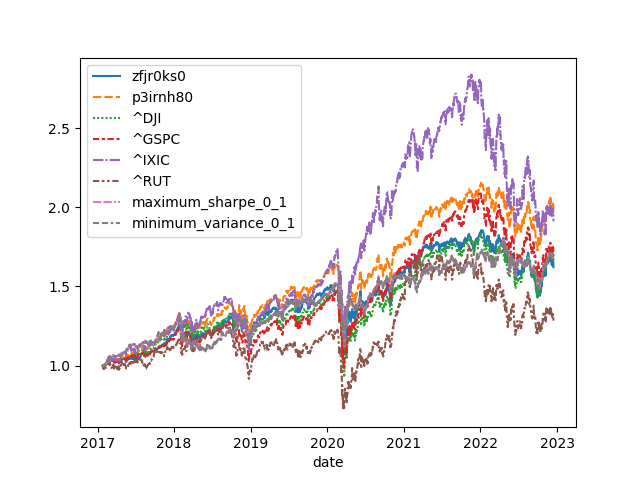 zfjr0ks0
p3irnh80
^DJI
^GSPC
^IXIC
^RUT
maximum_sharpe_0_1
minimum_variance_0_1
2.5
2.0
1.5
1.0
2017 2018 2019 2020 2021 2022 2023
date